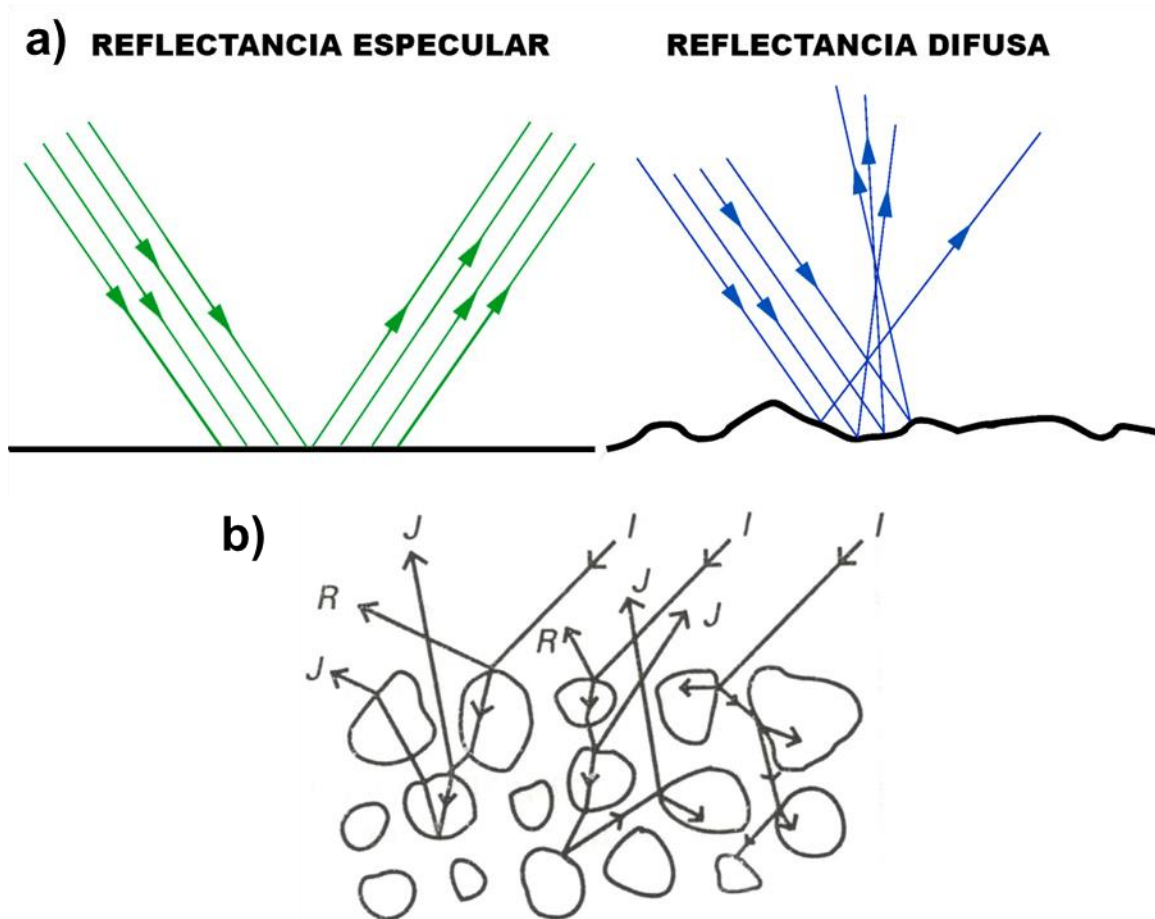 a) REFLECTANCIA ESPECULAR REFLECTANCIA DIFUSA
b)
J I I I
R J
R J
J